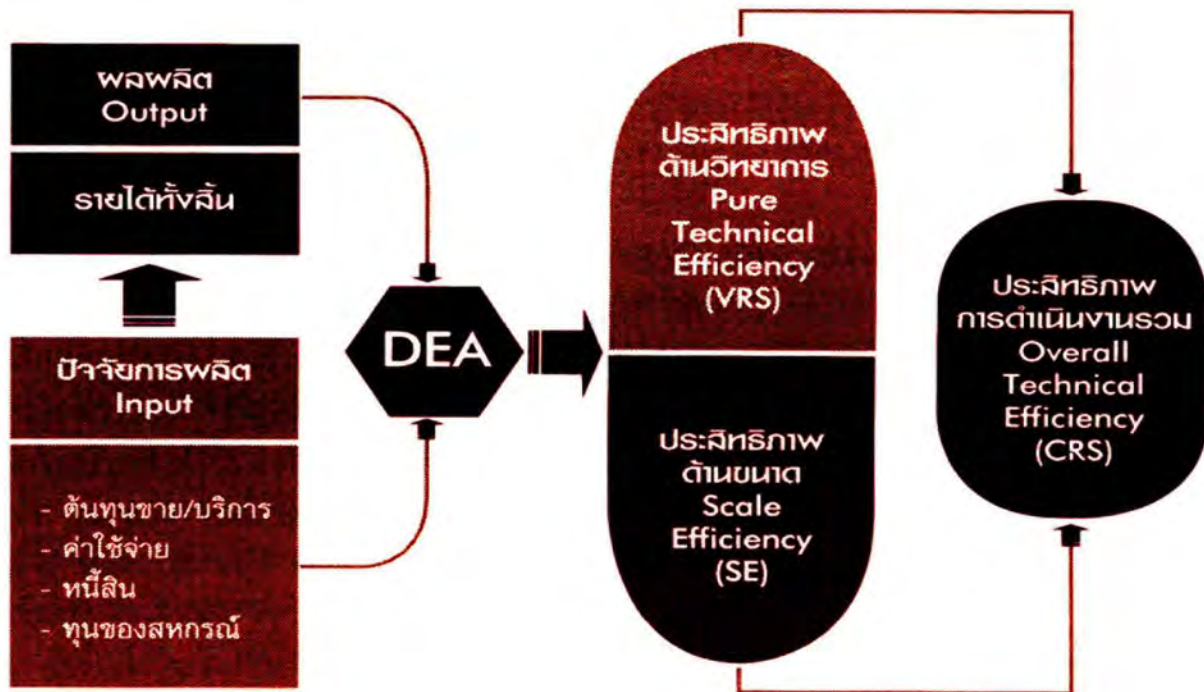 ผลผลิต
Output
รายได้ทั้งสิ้น
ปัจจัยการผลิต
Input
- ต้นทุนขาย/บริการ
- ค่าใช้จ่าย
- หนี้สิน
- ทุนของสหกรณ์
DEA
ประสิทธิภาพ
ด้านวิทยาการ
Pure
Technical
Efficiency
(VRS)
ประสิทธิภาพ
ด้านขนาด
Scale
Efficiency
(SE)
ประสิทธิภาพ
การดำเนินงานรวม
Overall
Technical
Efficiency
(CRS)